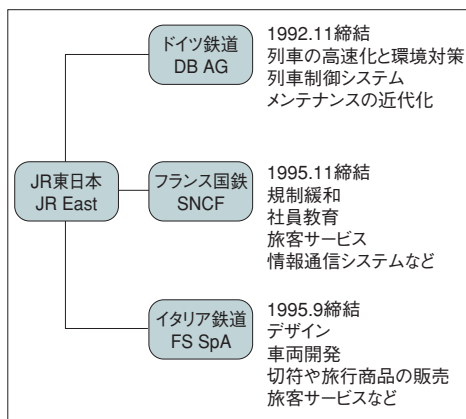 ドイツ鉄道
DB AG
1992.11締結
列車の高速化と環境対策
列車制御システム
メンテナンスの近代化
JR東日本
JR East
フランス国鉄
SNCF
1995.11締結
規制緩和
社員教育
旅客サービス
情報通信システムなど
イタリア鉄道
FS SpA
1995.9締結
デザイン
車両開発
切符や旅行商品の販売
旅客サービスなど